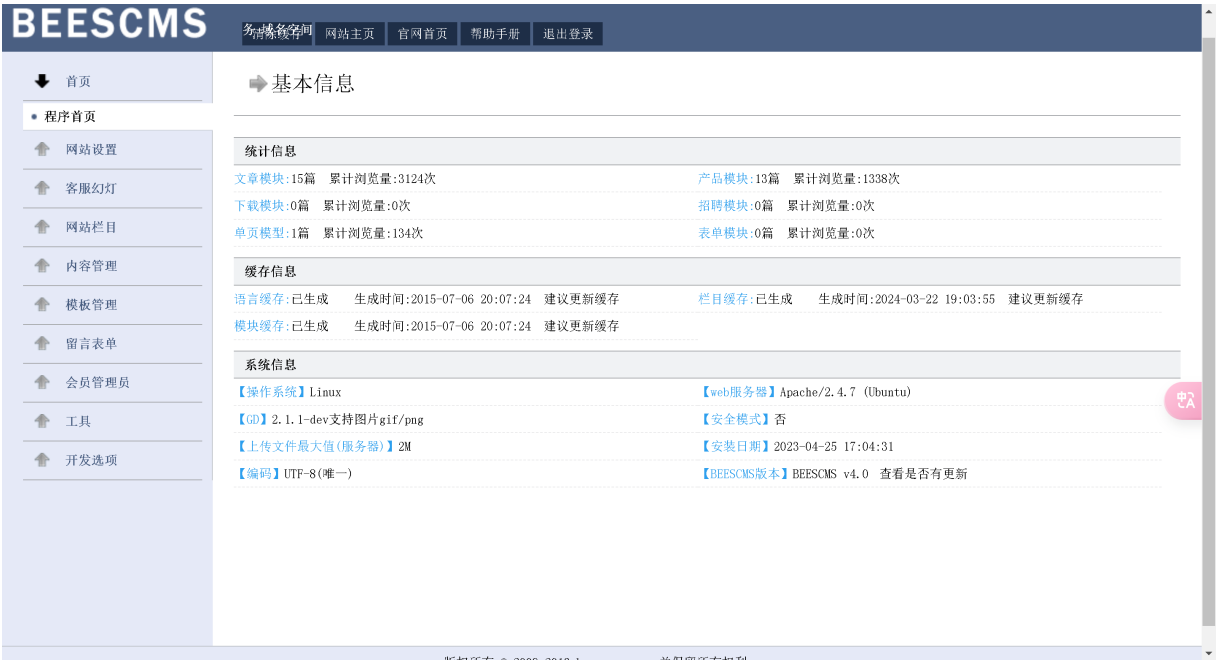 BEESCMS
务·域名空间
清除缓存 网站主页 官网首页 帮助手册 退出登录
首页
程序首页
网站设置
客服幻灯
网站栏目
内容管理
模板管理
留言表单
会员管理员
工具
开发选项
基本信息
统计信息
文章模块:15篇 累计浏览量:3124次 产品模块:13篇 累计浏览量:1338次
下载模块:0篇 累计浏览量:0次 招聘模块:0篇 累计浏览量:0次
单页模型:1篇 累计浏览量:134次 表单模块:0篇 累计浏览量:0次
缓存信息
语言缓存:已生成 生成时间:2015-07-06 20:07:24 建议更新缓存 栏目缓存:已生成 生成时间:2024-03-22 19:03:55 建议更新缓存
模块缓存:已生成 生成时间:2015-07-06 20:07:24 建议更新缓存
系统信息
【操作系统】Linux 【web服务器】Apache/2.4.7 (Ubuntu)
【GD】2.1.1-dev支持图片gif/png 【安全模式】否
【上传文件最大值(服务器)】2M 【安装日期】2023-04-25 17:04:31
【编码】UTF-8(唯一) 【BEESCMS版本】BEESCMS v4.0 查看是否有更新